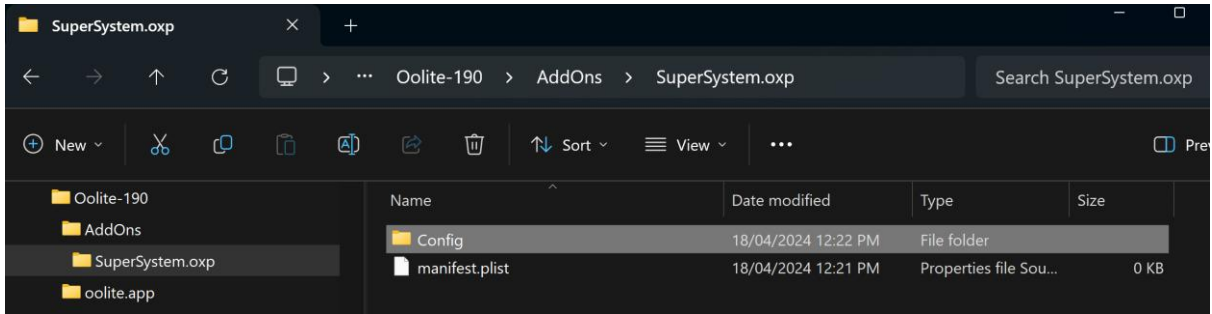 SuperSystem.oxp
Oolite-190 > AddOns > SuperSystem.oxp
Search SuperSystem.oxp
New
Sort
View
Pre
Oolite-190
AddOns
SuperSystem.oxp
oolite.app
Name Date modified Type Size
Config 18/04/2024 12:22 PM File folder
manifest.plist 18/04/2024 12:21 PM Properties file Sou... 0 KB